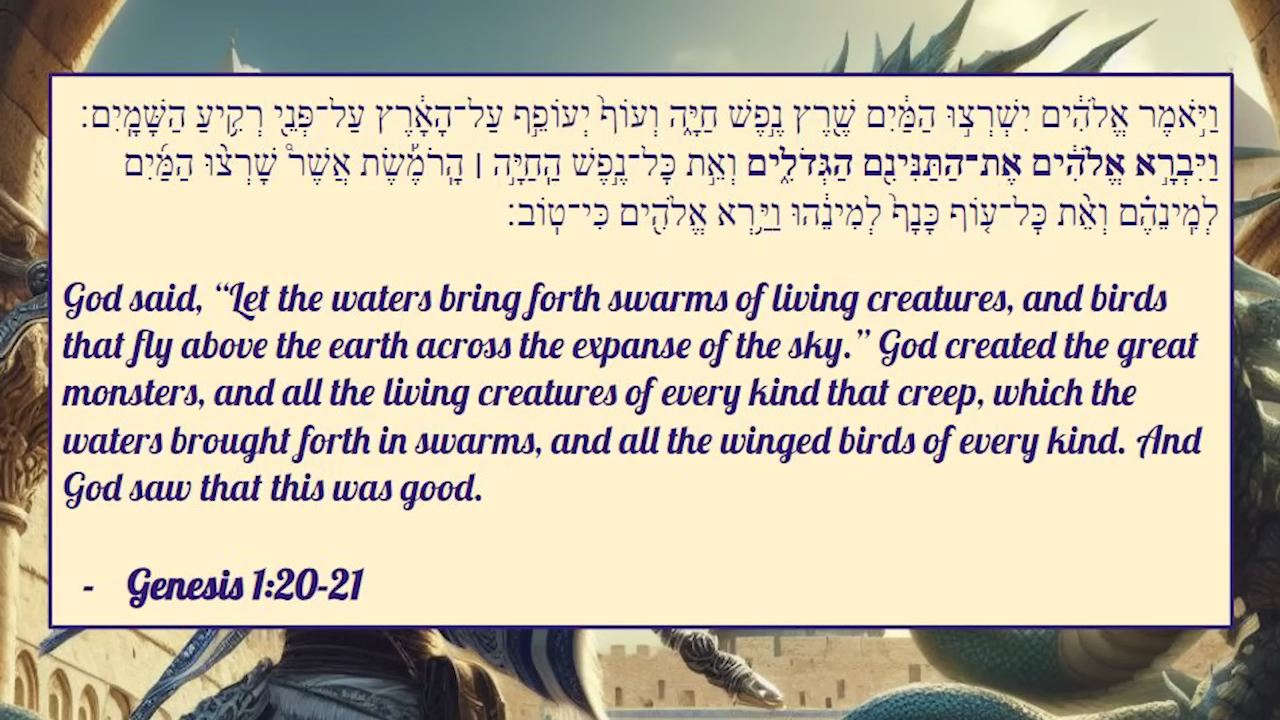 וַיֹּ֣אמֶר אֱלֹהִ֔ים יִשְׁרְצ֣וּ הַמַּ֔יִם שֶׁ֖רֶץ נֶ֣פֶשׁ חַיָּ֑ה וְעוֹף֙ יְעוֹפֵ֣ף עַל־הָאָ֔רֶץ עַל־פְּנֵ֖י רְקִ֥יעַ הַשָּׁמָֽיִם׃
וַיִּבְרָ֣א אֱלֹהִ֔ים אֶת־הַתַּנִּינִ֖ם הַגְּדֹלִ֑ים וְאֵ֣ת כׇּל־נֶ֣פֶשׁ הַֽחַיָּ֣ה ׀ הָֽרֹמֶ֡שֶׂת אֲשֶׁר֩ שָׁרְצ֨וּ הַמַּ֜יִם
לְמִֽינֵהֶ֗ם וְאֵ֨ת כׇּל־ע֤וֹף כָּנָף֙ לְמִינֵ֔הוּ וַיַּ֥רְא אֱלֹהִ֖ים כִּי־טֽוֹב׃
God said, “Let the waters bring forth swarms of living creatures, and birds
that fly above the earth across the expanse of the sky.” God created the great
monsters, and all the living creatures of every kind that creep, which the
waters brought forth in swarms, and all the winged birds of every kind. And
God saw that this was good.
- Genesis 1:20-21